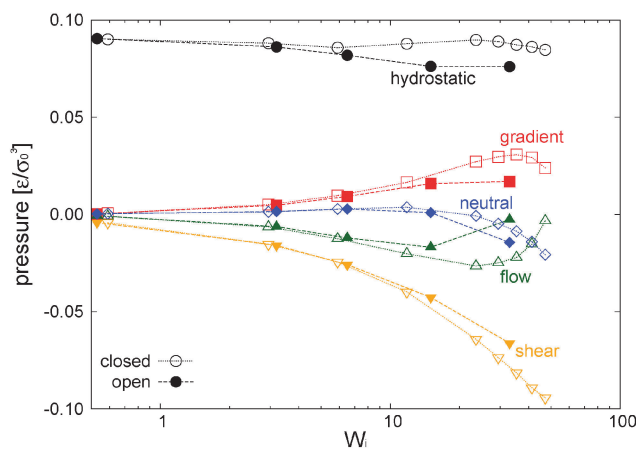 0.10
hydrostatic
0.05
gradient
pressure [ε/σ₀³]
neutral
0.00
flow
-0.05
closed
open
shear
-0.10
1
10
100
Wᵢ